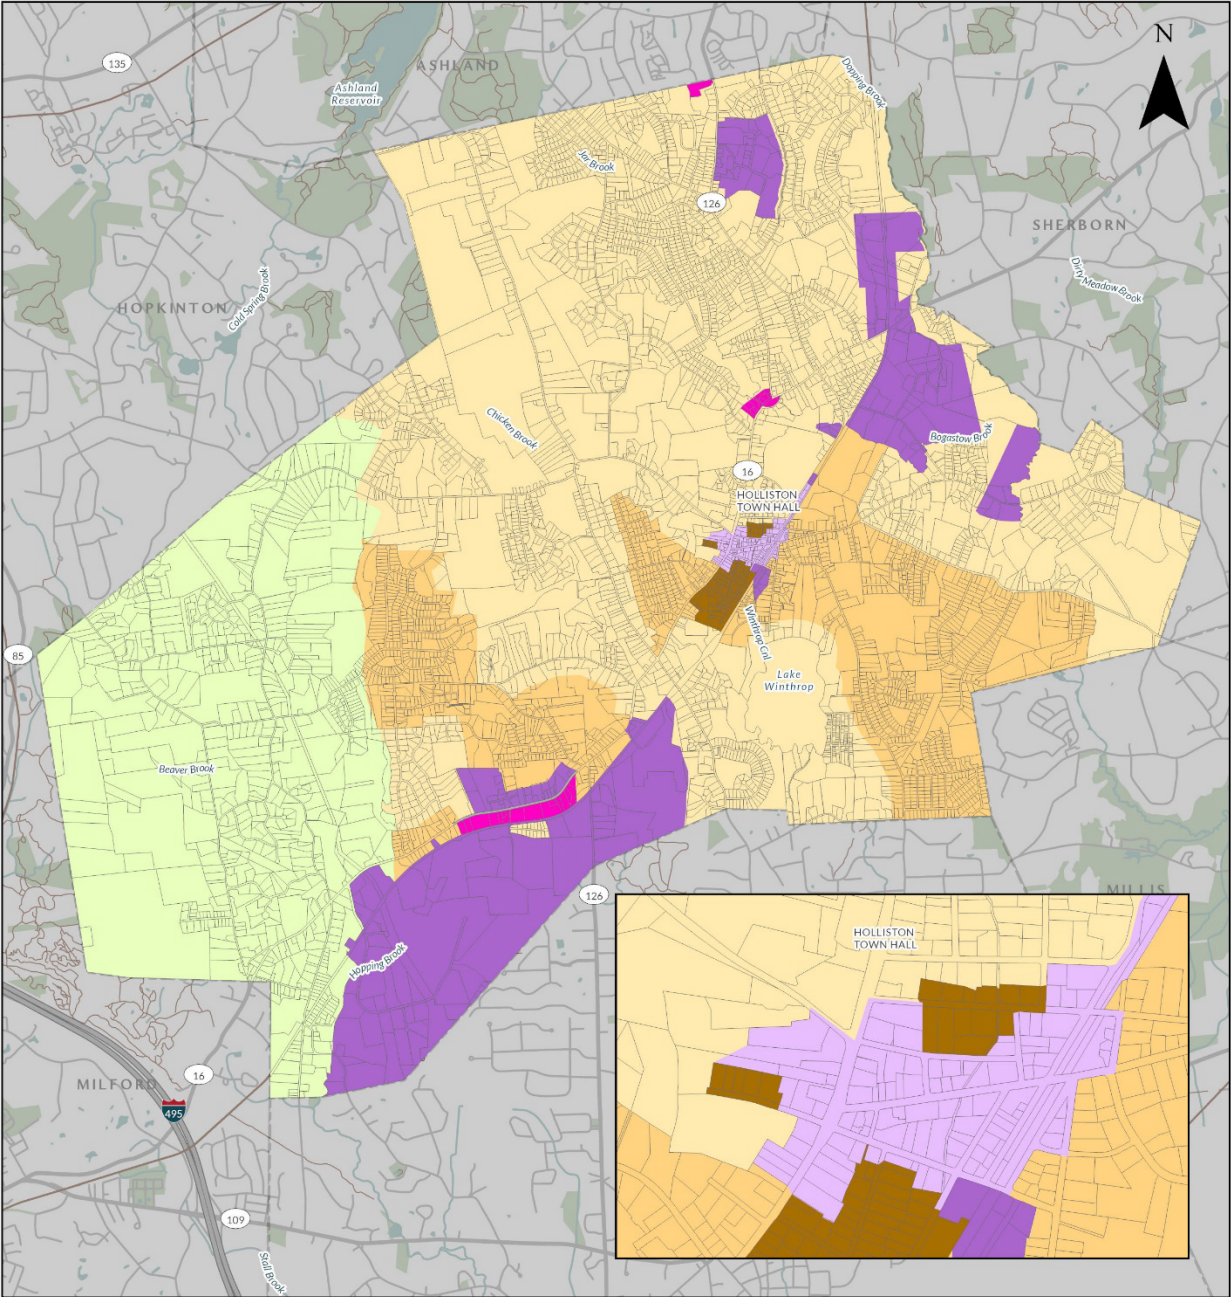 N
135
ASHLAND
Ashland
Reservoir
Dopping Brook
Jar Brook
126
SHERBORN
Dirty Meadow Brook
HOPKINTON
Cold Spring Brook
Chicken Brook
Bogastow Brook
16
HOLLISTON
TOWN HALL
Winthrop Cnl
85
Lake
Winthrop
Beaver Brook
126
MILLIS
HOLLISTON
TOWN HALL
Hopping Brook
16
MILFORD
495
109
Stall Brook